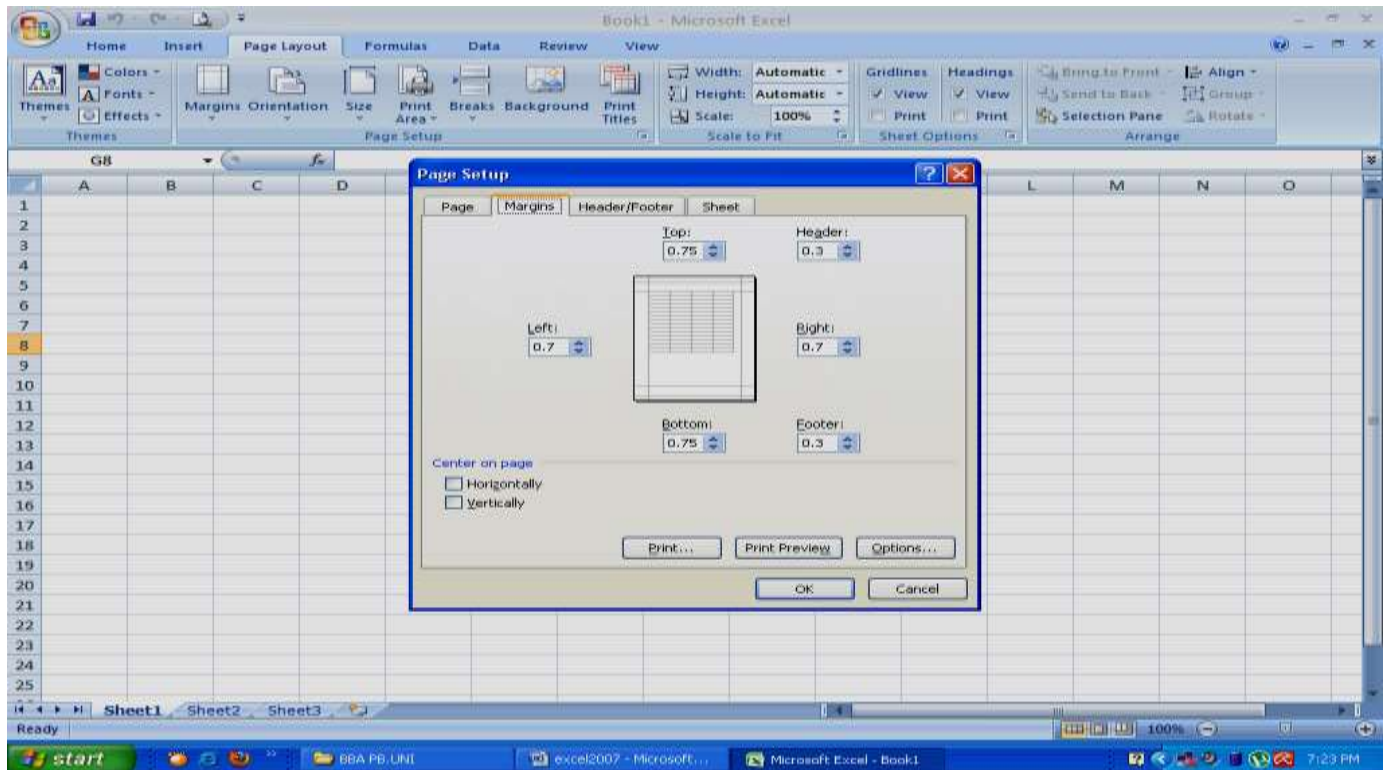 Book1 - Microsoft Excel
Home Insert Page Layout Formulas Data Review View
Aa Colors Fonts Effects Themes
Margins Orientation Size Print Area Breaks Background Print Titles
Width: Automatic
Height: Automatic
Scale: 100%
Gridlines Headings
View View
Print Print
Bring to Front Align
Send to Back Group
Selection Pane Rotate
Themes Page Setup Scale to Fit Sheet Options Arrange
G8 fx
A B C D L M N O
Page Setup
Page Margins Header/Footer Sheet
Top: Header:
0.75 0.3
Left: Right:
0.7 0.7
Bottom: Footer:
0.75 0.3
Center on page
Horizontally
Vertically
Print... Print Preview Options...
OK Cancel
1
2
3
4
5
6
7
8
9
10
11
12
13
14
15
16
17
18
19
20
21
22
23
24
25
Sheet1 Sheet2 Sheet3
Ready 100%
start BBA PB.UNI excel2007 - Microsoft... Microsoft Excel - Book1 7:23 PM